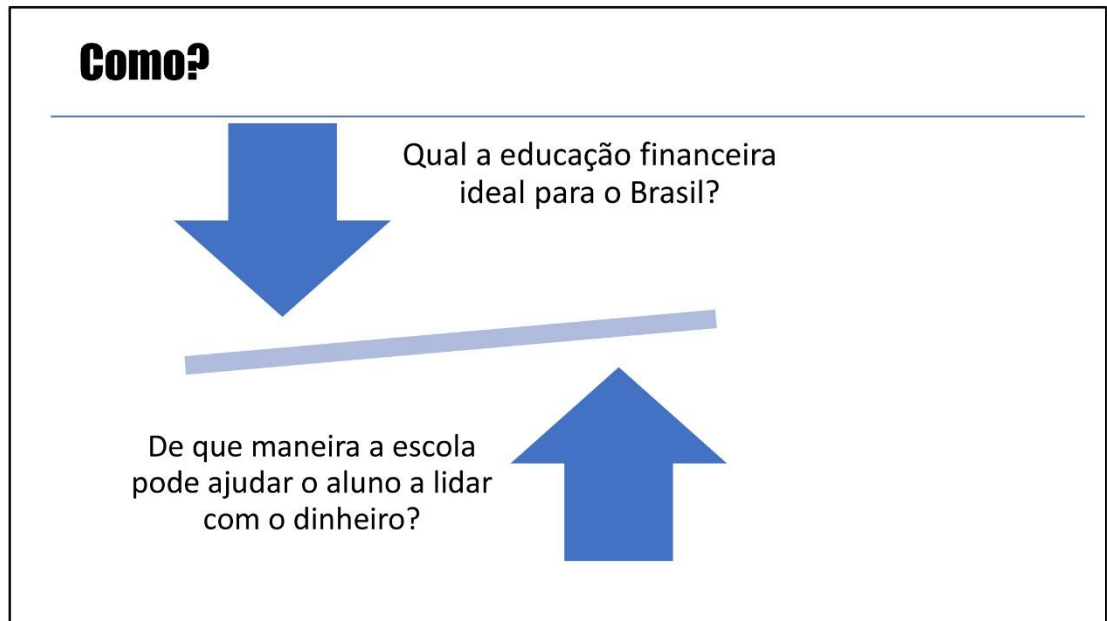 Como?
Qual a educação financeira
ideal para o Brasil?
De que maneira a escola
pode ajudar o aluno a lidar
com o dinheiro?